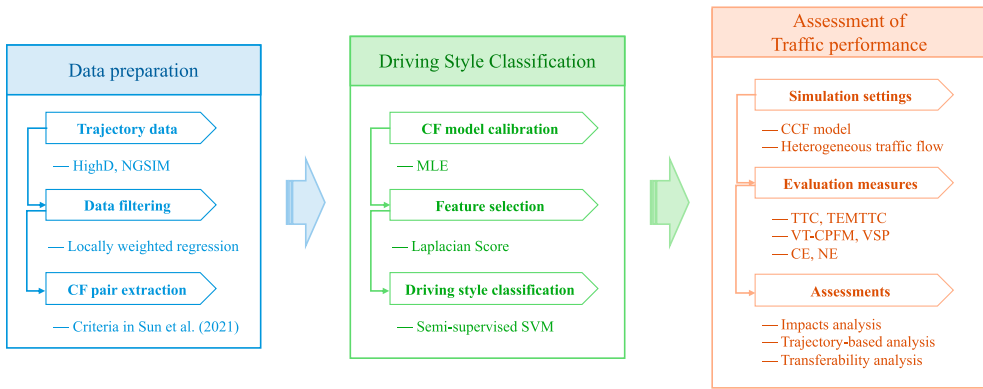 Data preparation
Trajectory data
— HighD, NGSIM
Data filtering
— Locally weighted regression
CF pair extraction
— Criteria in Sun et al. (2021)
Driving Style Classification
CF model calibration
— MLE
Feature selection
— Laplacian Score
Driving style classification
— Semi-supervised SVM
Assessment of
Traffic performance
Simulation settings
— CCF model
— Heterogeneous traffic flow
Evaluation measures
— TTC, TEMTTC
— VT-CPFM, VSP
— CE, NE
Assessments
— Impacts analysis
— Trajectory-based analysis
— Transferability analysis